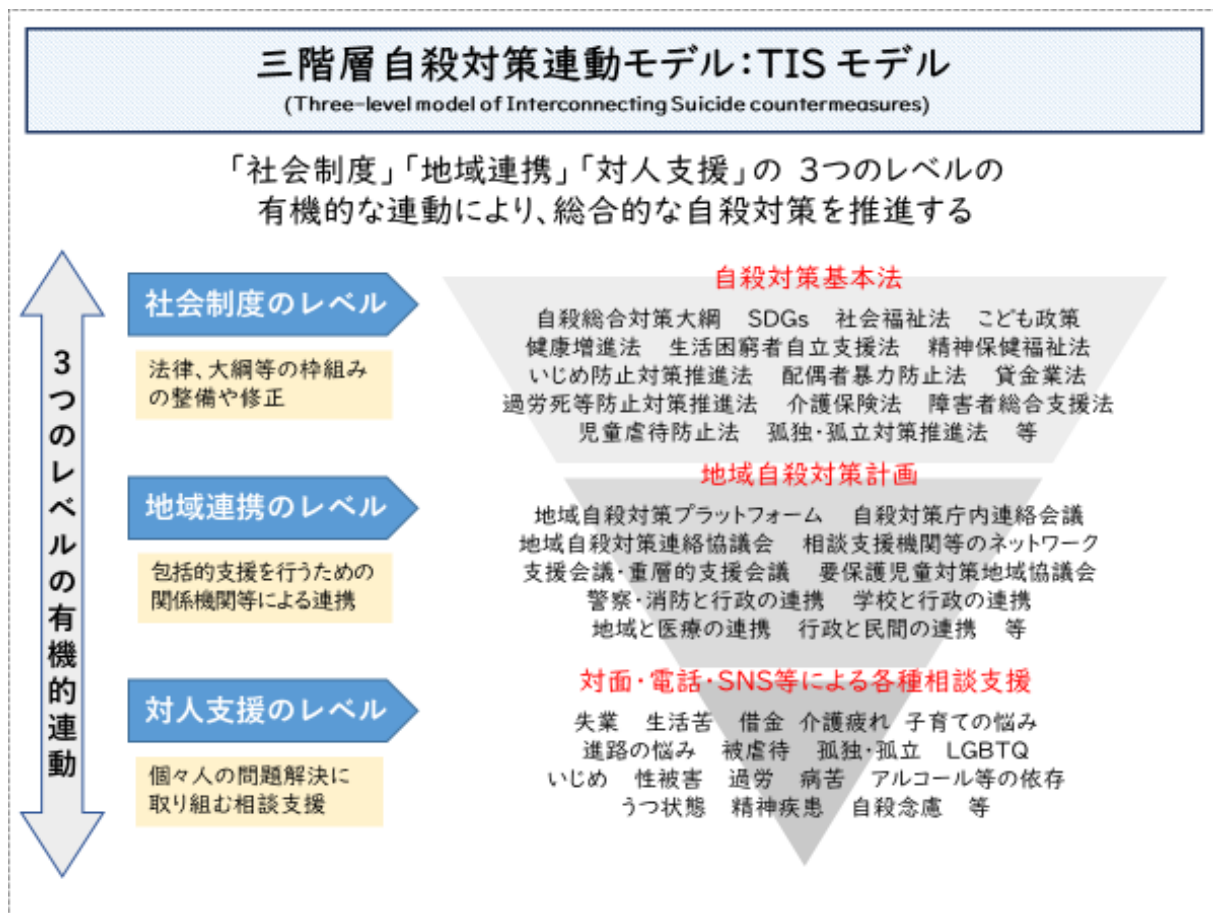 三階層自殺対策連動モデル:TISモデル
(Three-level model of Interconnecting Suicide countermeasures)
「社会制度」「地域連携」「対人支援」の 3つのレベルの
有機的な連動により、総合的な自殺対策を推進する
3つのレベルの有機的連動
社会制度のレベル
法律、大綱等の枠組み
の整備や修正
自殺対策基本法
自殺総合対策大綱 SDGs 社会福祉法 こども政策
健康増進法 生活困窮者自立支援法 精神保健福祉法
いじめ防止対策推進法 配偶者暴力防止法 貸金業法
過労死等防止対策推進法 介護保険法 障害者総合支援法
児童虐待防止法 孤独・孤立対策推進法 等
地域連携のレベル
包括的支援を行うための
関係機関等による連携
地域自殺対策計画
地域自殺対策プラットフォーム 自殺対策庁内連絡会議
地域自殺対策連絡協議会 相談支援機関等のネットワーク
支援会議・重層的支援会議 要保護児童対策地域協議会
警察・消防と行政の連携 学校と行政の連携
地域と医療の連携 行政と民間の連携 等
対人支援のレベル
個々人の問題解決に
取り組む相談支援
対面・電話・SNS等による各種相談支援
失業 生活苦 借金 介護疲れ 子育ての悩み
進路の悩み 被虐待 孤独・孤立 LGBTQ
いじめ 性被害 過労 病苦 アルコール等の依存
うつ状態 精神疾患 自殺念慮 等